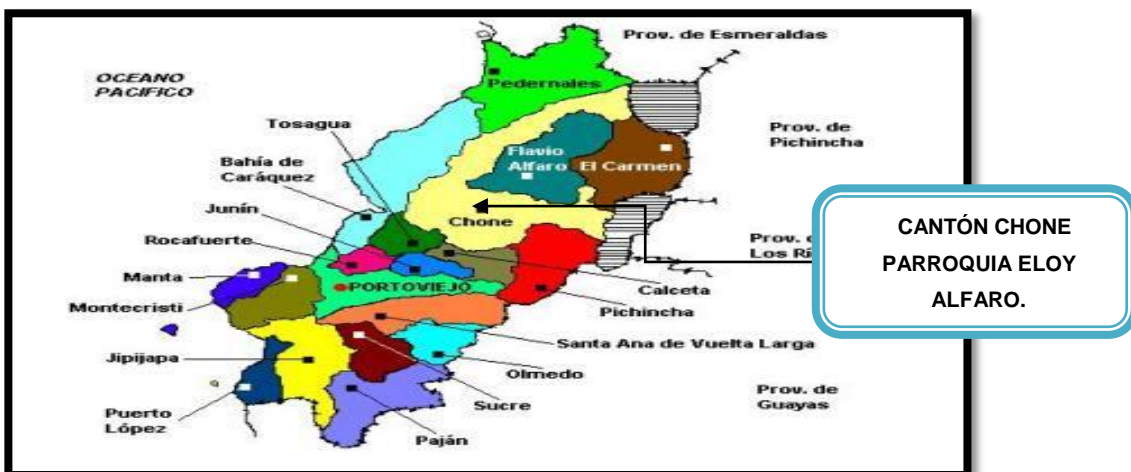 Prov. de Esmeraldas
OCEANO
PACIFICO
Pedernales
Tosagua
Prov. de
Pichincha
Flavio
Alfaro
El Carmen
Bahía de
Caráquez
Junín
Chone
Rocafuerte
Prov.
Los
Manta
PORTOVIEJO
Calceta
Montecristi
Pichincha
Santa Ana de Vuelta Larga
Jipijapa
Olmedo
Prov. de
Guayas
Puerto
López
Sucre
Paján
CANTÓN CHONE
PARROQUIA ELOY
ALFARO.